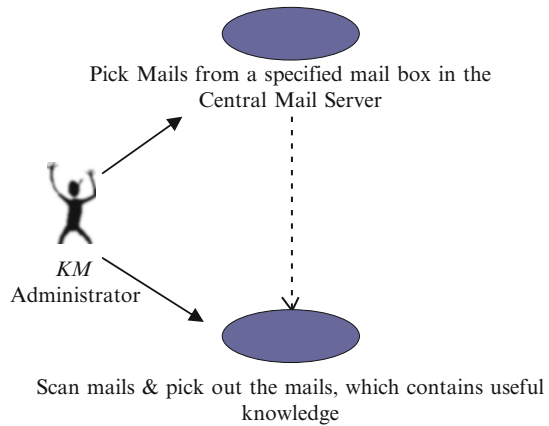 Pick Mails from a specified mail box in the
Central Mail Server
KM
Administrator
Scan mails & pick out the mails, which contains useful
knowledge